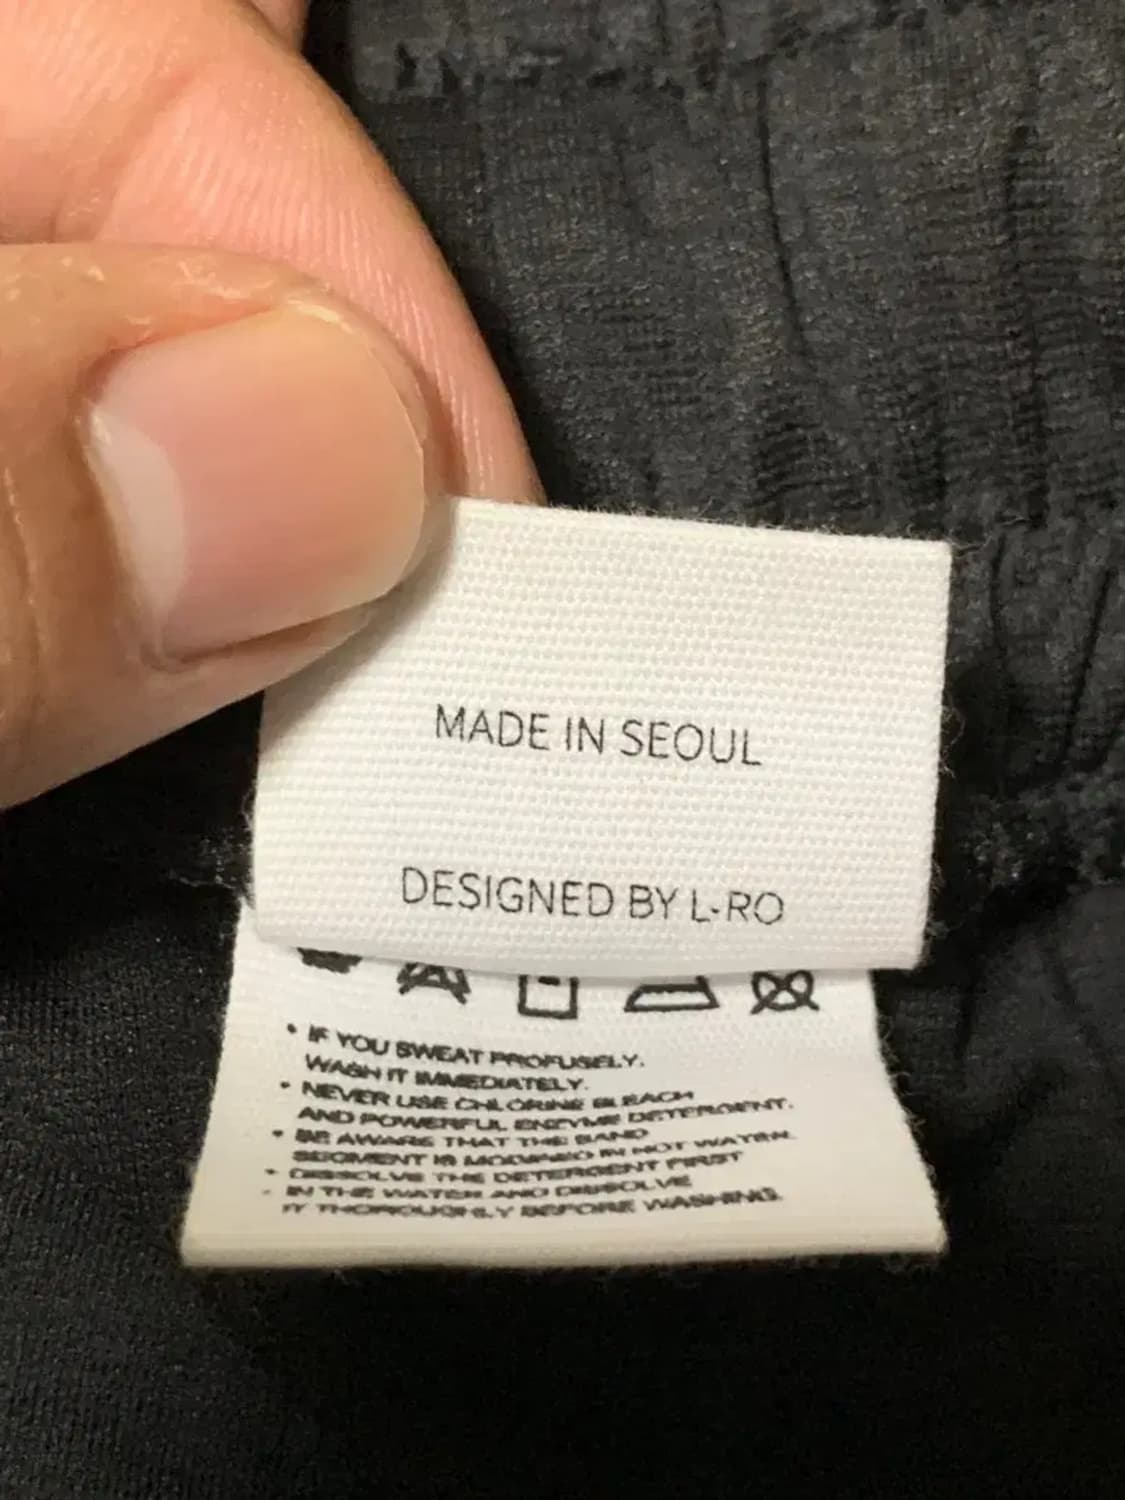 MADE IN SEOUL
DESIGNED BY L-RO
• IF YOU SWEAT PROFUSELY.
WASH IT IMMEDIATELY.
• NEVER USE CHLORINE BLEACH
AND POWERFUL ENZYME DETERGENT.
• BE AWARE THAT THE BAND
SEGMENT IS MOLDED IN HOT WATER.
• DISSOLVE THE DETERGENT FIRST
- IN THE WATER AND DISSOLVE
IT THOROUGHLY BEFORE WASHING.